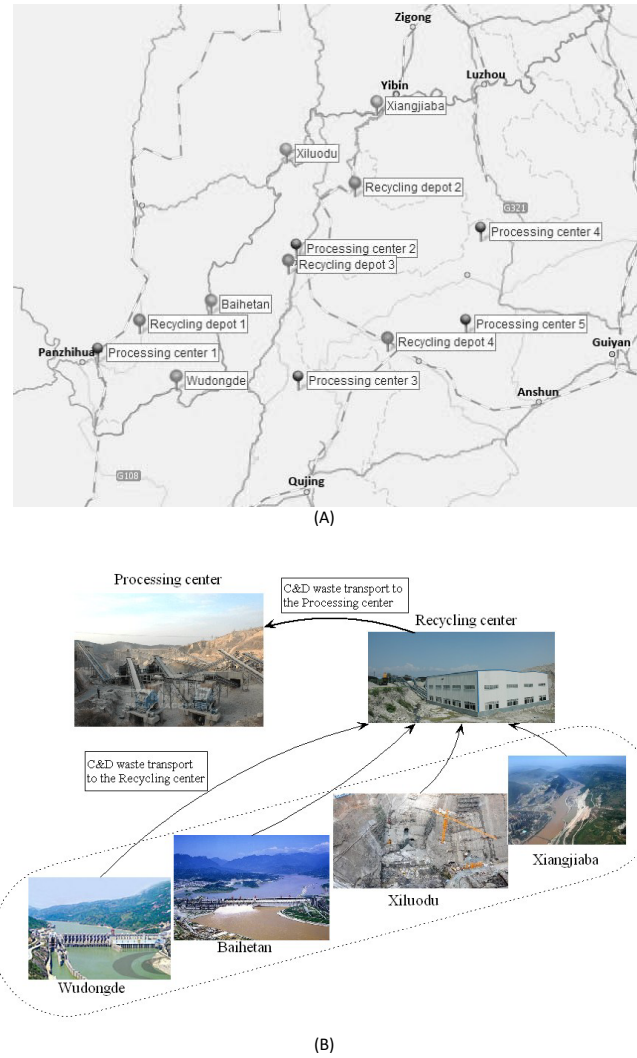 Zigong
Yibin
Luzhou
Xiangjiaba
Xiluodu
Recycling depot 2
G321
Processing center 4
Processing center 2
Recycling depot 3
Baihetan
Recycling depot 1
Processing center 5
Panzhihua
Processing center 1
Recycling depot 4
Guiyan
Wudongde
Processing center 3
Anshun
G108
Qujing
(A)
Processing center
C&D waste transport to
the Processing center
Recycling center
C&D waste transport
to the Recycling center
Xiangjiaba
Xiluodu
Baihetan
Wudongde
(B)